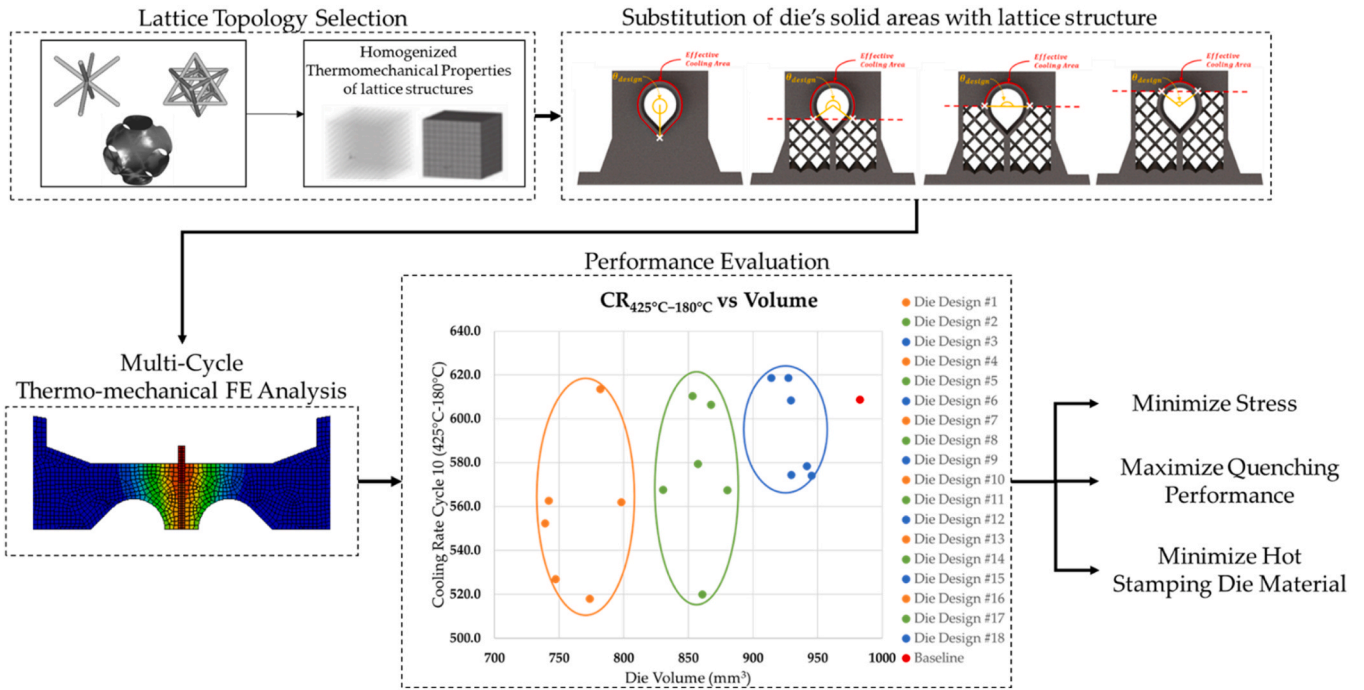 Lattice Topology Selection
Homogenized
Thermomechanical Properties
of lattice structures
Substitution of die's solid areas with lattice structure
Effective
Cooling Area
θdesign
Effective
Cooling Area
θdesign
Effective
Cooling Area
θdesign
Effective
Cooling Area
θdesign
Multi-Cycle
Thermo-mechanical FE Analysis
Performance Evaluation
CR425°C–180°C vs Volume
Cooling Rate Cycle 10 (425°C-180°C)
640.0
620.0
600.0
580.0
560.0
540.0
520.0
500.0
700
750
800
850
900
950
1000
Die Volume (mm³)
Die Design #1
Die Design #2
Die Design #3
Die Design #4
Die Design #5
Die Design #6
Die Design #7
Die Design #8
Die Design #9
Die Design #10
Die Design #11
Die Design #12
Die Design #13
Die Design #14
Die Design #15
Die Design #16
Die Design #17
Die Design #18
Baseline
Minimize Stress
Maximize Quenching
Performance
Minimize Hot
Stamping Die Material